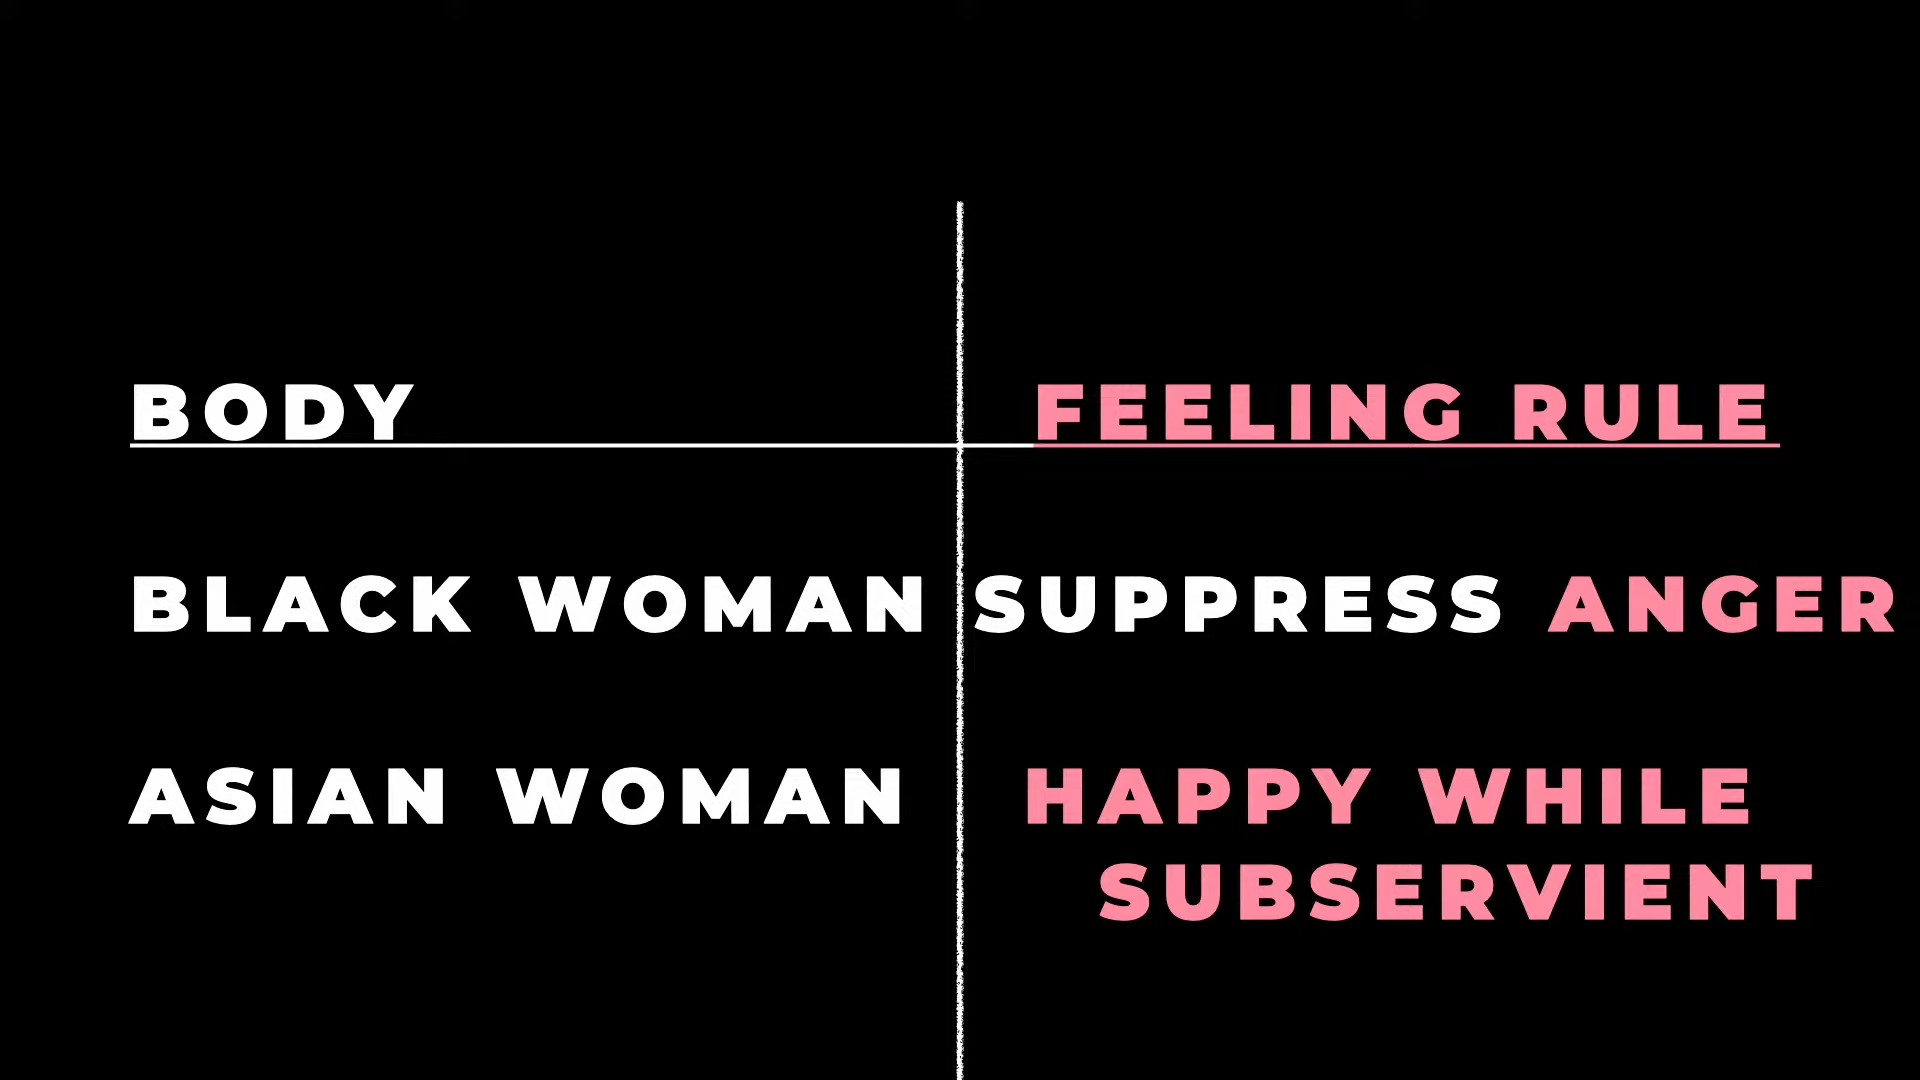 BODY FEELING RULE
BLACK WOMAN SUPPRESS ANGER
ASIAN WOMAN HAPPY WHILE
SUBSERVIENT